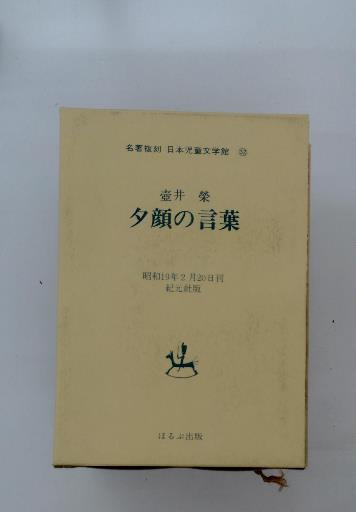 名著複刻 日本児童文学館 ㉜
壺井 榮
夕顔の言葉
昭和19年2月20日刊
紀元社版
ほるぷ出版